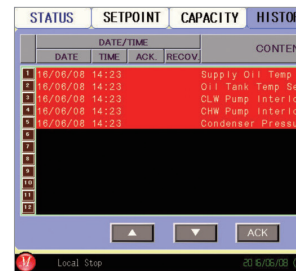 STATUS SETPOINT CAPACITY HISTO
DATE/TIME CONTEN
DATE TIME ACK. RECOV.
1 16/06/08 14:23 Supply Oil Temp
2 16/06/08 14:23 Oil Tank Temp Se
3 16/06/08 14:23 CLW Pump Interlo
4 16/06/08 14:23 CHW Pump Interlo
5 16/06/08 14:23 Condenser Pressu
6
7
8
9
10
11
12
ACK
Local Stop 2016/06/08